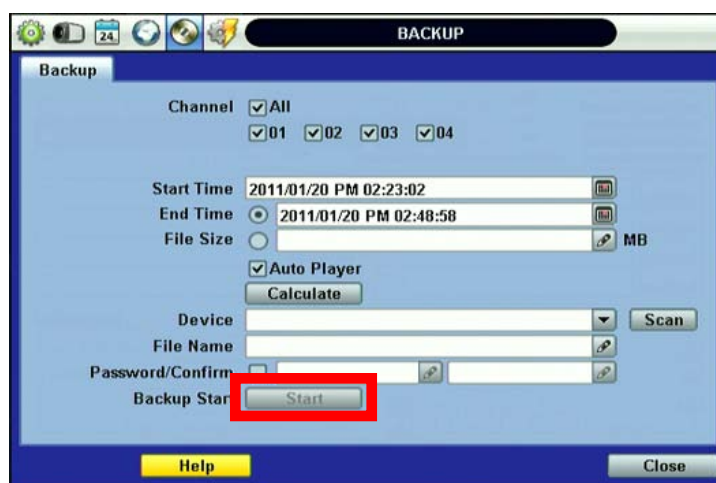 24
BACKUP
Backup
Channel All
01 02 03 04
Start Time 2011/01/20 PM 02:23:02
End Time 2011/01/20 PM 02:48:58
File Size MB
Auto Player
Calculate
Device Scan
File Name
Password/Confirm
Backup Star Start
Help Close